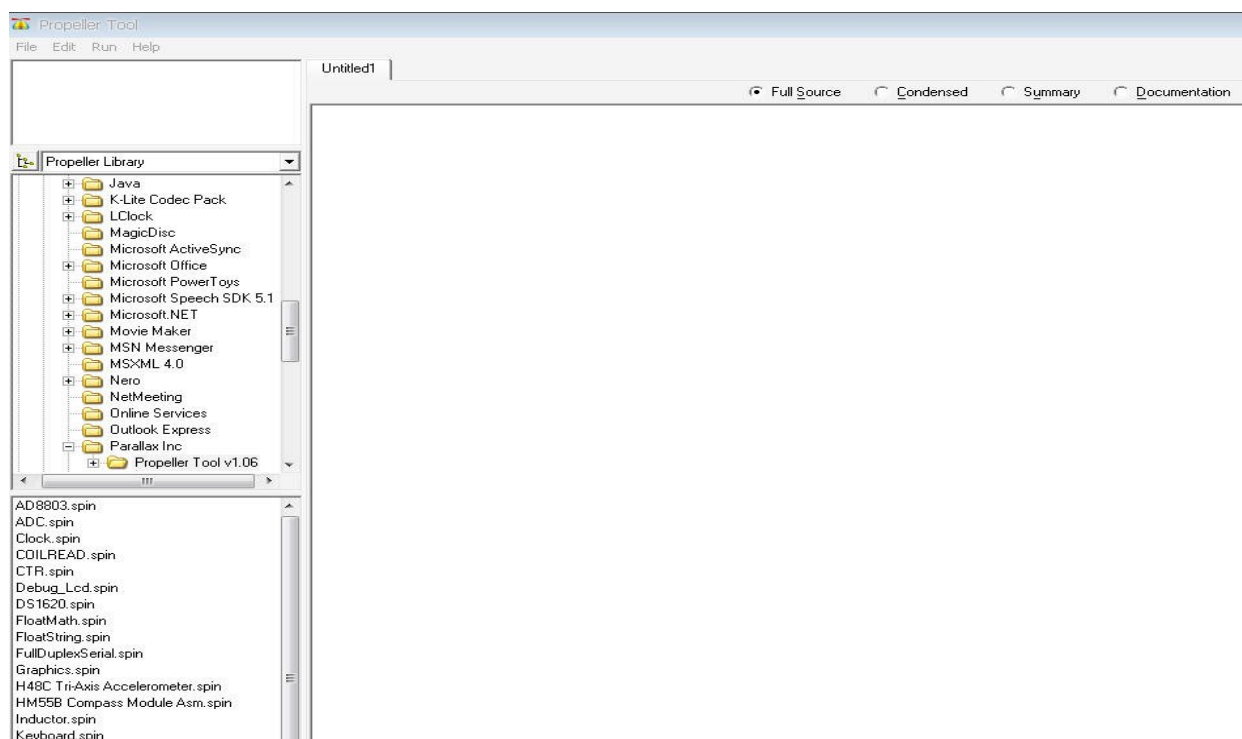 Propeller Tool
File Edit Run Help
Untitled1
Full Source Condensed Summary Documentation
Propeller Library
Java
K-Lite Codec Pack
LClock
MagicDisc
Microsoft ActiveSync
Microsoft Office
Microsoft PowerToys
Microsoft Speech SDK 5.1
Microsoft.NET
Movie Maker
MSN Messenger
MSXML 4.0
Nero
NetMeeting
Online Services
Outlook Express
Parallax Inc
Propeller Tool v1.06
AD8803.spin
ADC.spin
Clock.spin
COILREAD.spin
CTR.spin
Debug_Lcd.spin
DS1620.spin
FloatMath.spin
FloatString.spin
FullDuplexSerial.spin
Graphics.spin
H48C Tri-Axis Accelerometer.spin
HM55B Compass Module Asm.spin
Inductor.spin
Keyboard.spin